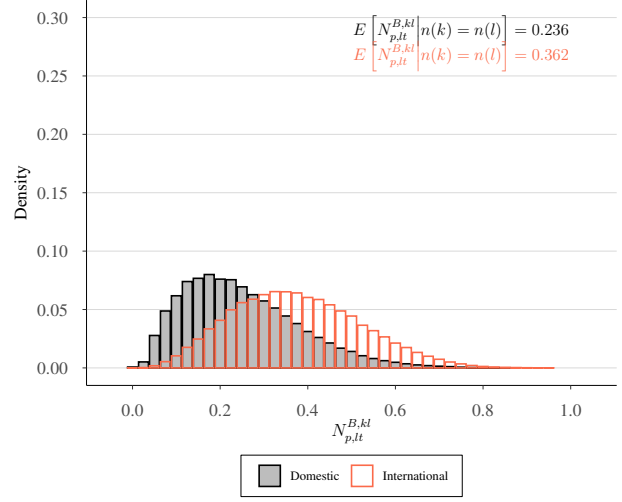 E [N_{p,lt}^{B,kl} | n(k) = n(l)] = 0.236
E [N_{p,lt}^{B,kl} | n(k) = n(l)] = 0.362
0.30
0.25
0.20
0.15
0.10
0.05
0.00
Density
0.0 0.2 0.4 0.6 0.8 1.0
N_{p,lt}^{B,kl}
Domestic International